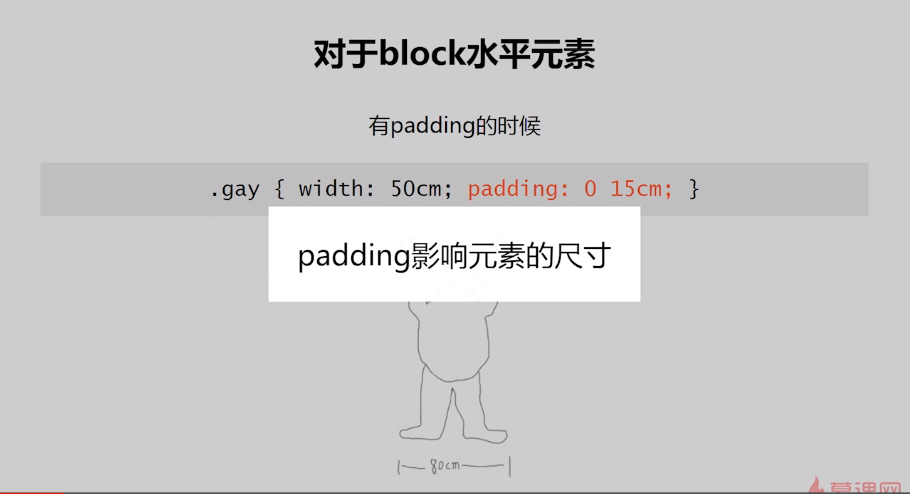 对于block水平元素
有padding的时候
.gay { width: 50cm; padding: 0 15cm; }
padding影响元素的尺寸
80cm
慕课网